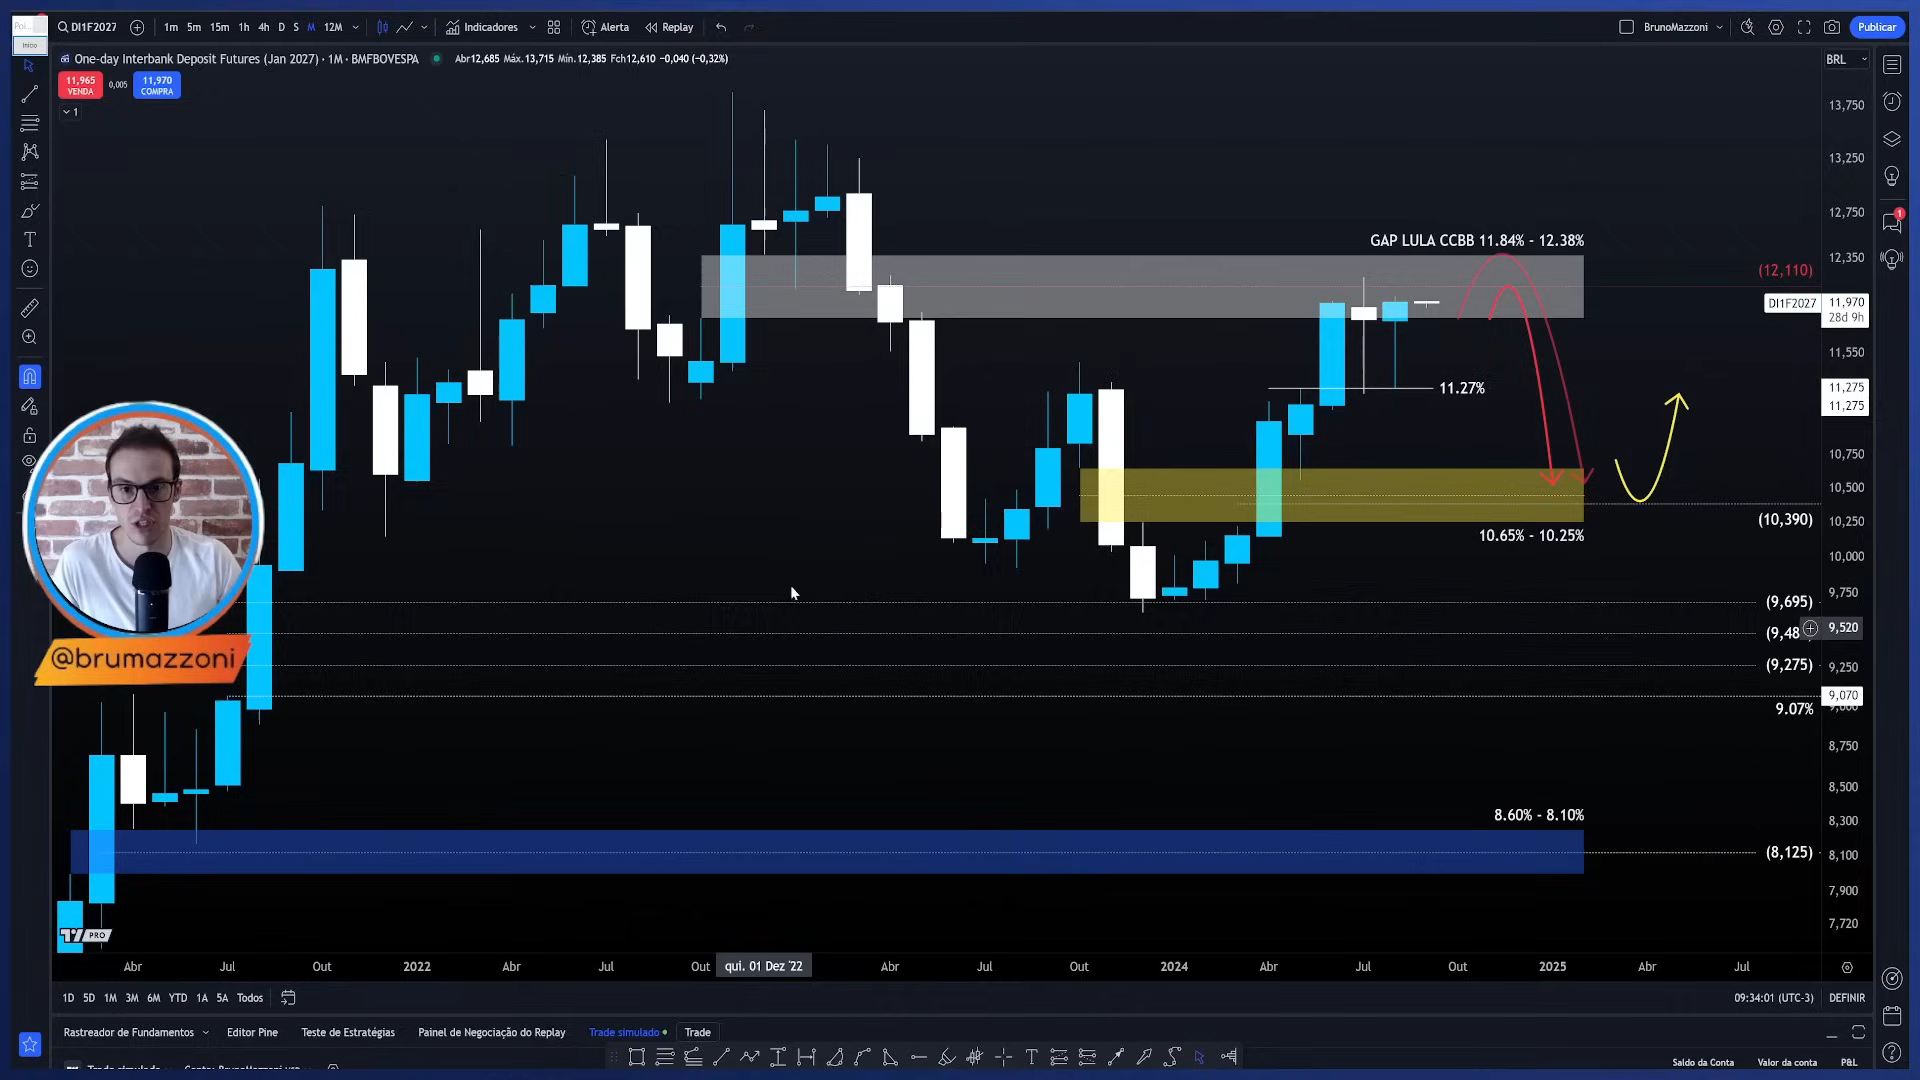 Início
DI1F2027
1m 5m 15m 1h 4h D S M 12M
Indicadores
Alerta
Replay
BrunoMazzoni
Publicar
One-day Interbank Deposit Futures (Jan 2027) · 1M · BMFBOVESPA
Abr12,685 Máx.13,715 Mín.12,385 Fch12,610 −0,040 (−0,32%)
BRL
11,965
VENDA
0,005
11,970
COMPRA
1
13,750
13,250
12,750
GAP LULA CCBB 11.84% - 12.38%
12,350
(12,110)
DI1F2027
11,970
28d 9h
11,550
11.27%
11,275
11,275
10,750
10,500
(10,390)
10,250
10.65% - 10.25%
10,000
9,750
(9,695)
(9,48
9,520
(9,275)
9,250
9,070
9.07%
8,750
8,500
8.60% - 8.10%
8,300
(8,125)
8,100
7,900
7,720
@brumazzoni
PRO
Abr Jul Out 2022 Abr Jul Out qui. 01 Dez '22 Abr Jul Out 2024 Abr Jul Out 2025 Abr Jul
1D 5D 1M 3M 6M YTD 1A 5A Todos
09:34:01 (UTC-3)
DEFINIR
Rastreador de Fundamentos
Editor Pine
Teste de Estratégias
Painel de Negociação do Replay
Trade simulado
Trade
Saldo da Conta
Valor da conta
P&L